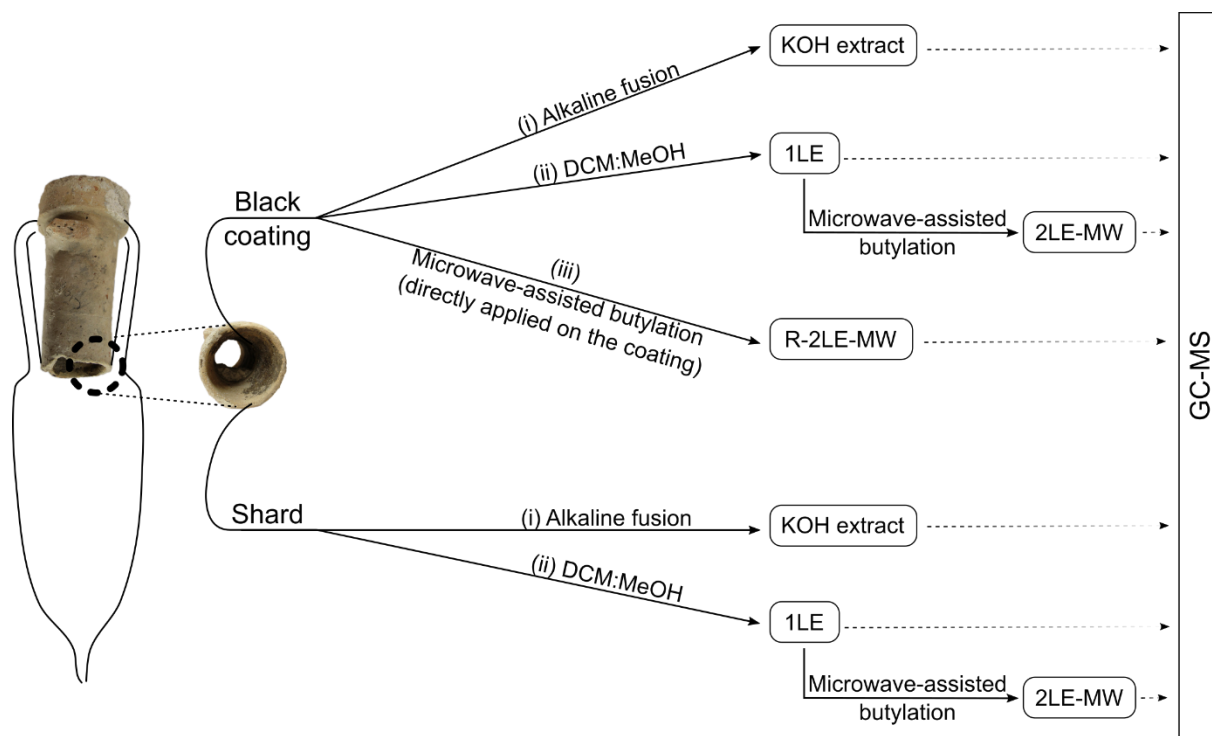 KOH extract
(i) Alkaline fusion
(ii) DCM:MeOH
1LE
Black
coating
Microwave-assisted
butylation
2LE-MW
(iii)
Microwave-assisted butylation
(directly applied on the coating)
R-2LE-MW
GC-MS
Shard
(i) Alkaline fusion
KOH extract
(ii) DCM:MeOH
1LE
Microwave-assisted
butylation
2LE-MW